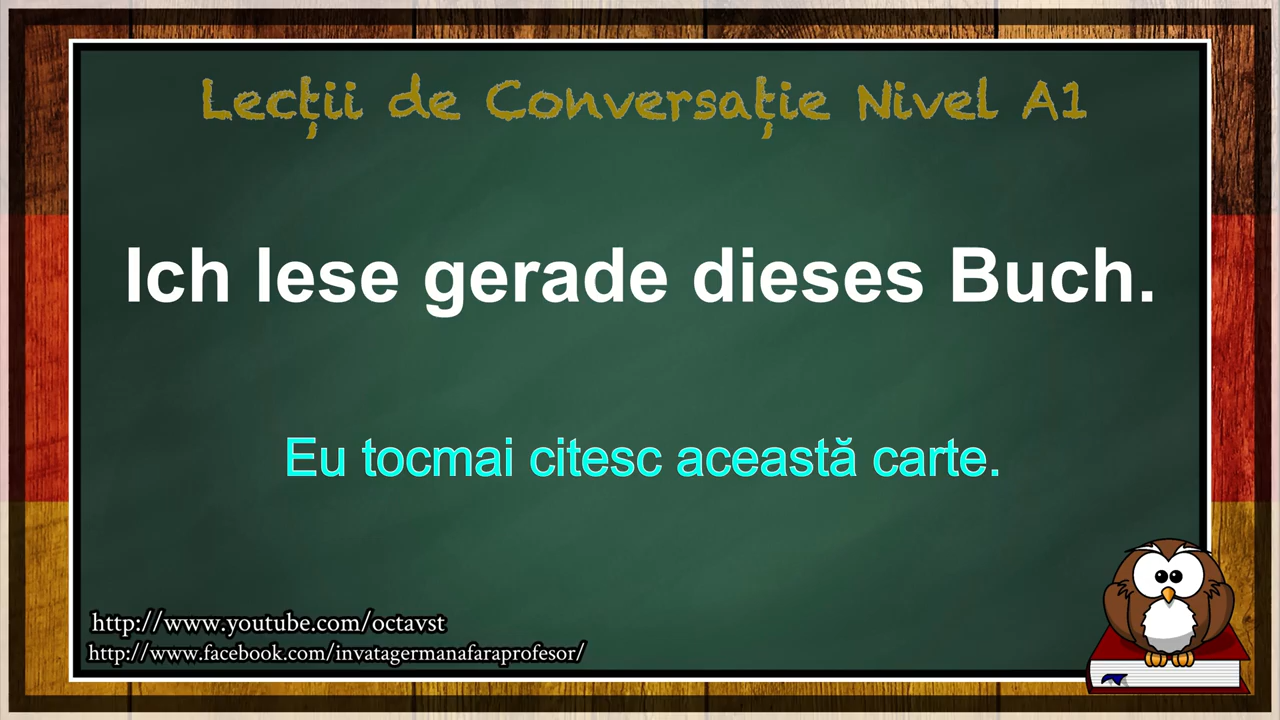 Lecții de Conversație Nivel A1
Ich lese gerade dieses Buch.
Eu tocmai citesc această carte.
http://www.youtube.com/octavst
http://www.facebook.com/invatagermanafaraprofesor/